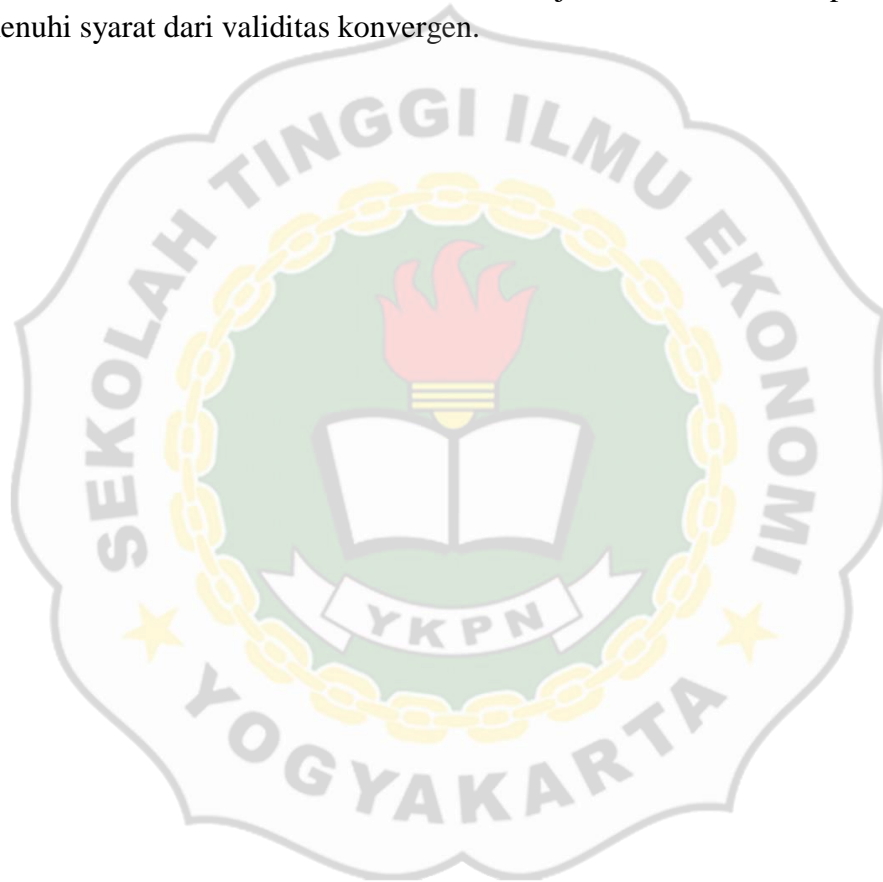 enuhi syarat dari validitas konvergen.
SEKOLAH TINGGI ILMU EKONOMI
YKPN
YOGYAKARTA